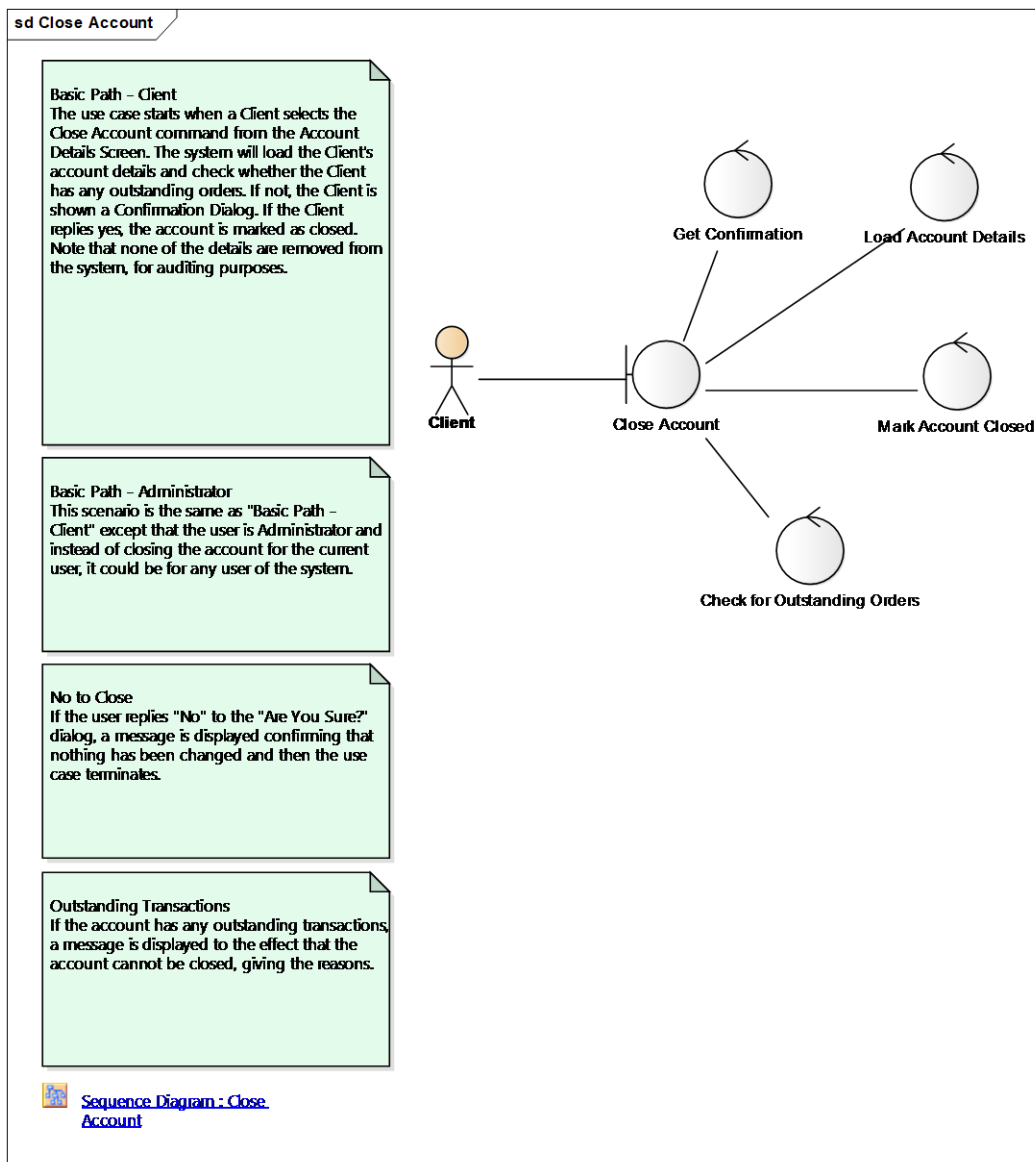 sd Close Account
Basic Path - Client
The use case starts when a Client selects the
Close Account command from the Account
Details Screen. The system will load the Client's
account details and check whether the Client
has any outstanding orders. If not, the Client is
shown a Confirmation Dialog. If the Client
replies yes, the account is marked as closed.
Note that none of the details are removed from
the system, for auditing purposes.
Basic Path - Administrator
This scenario is the same as "Basic Path -
Client" except that the user is Administrator and
instead of closing the account for the current
user, it could be for any user of the system.
No to Close
If the user replies "No" to the "Are You Sure?"
dialog, a message is displayed confirming that
nothing has been changed and then the use
case terminates.
Outstanding Transactions
If the account has any outstanding transactions,
a message is displayed to the effect that the
account cannot be closed, giving the reasons.
Sequence Diagram : Close
Account
Get Confirmation
Load Account Details
Client
Close Account
Mark Account Closed
Check for Outstanding Orders